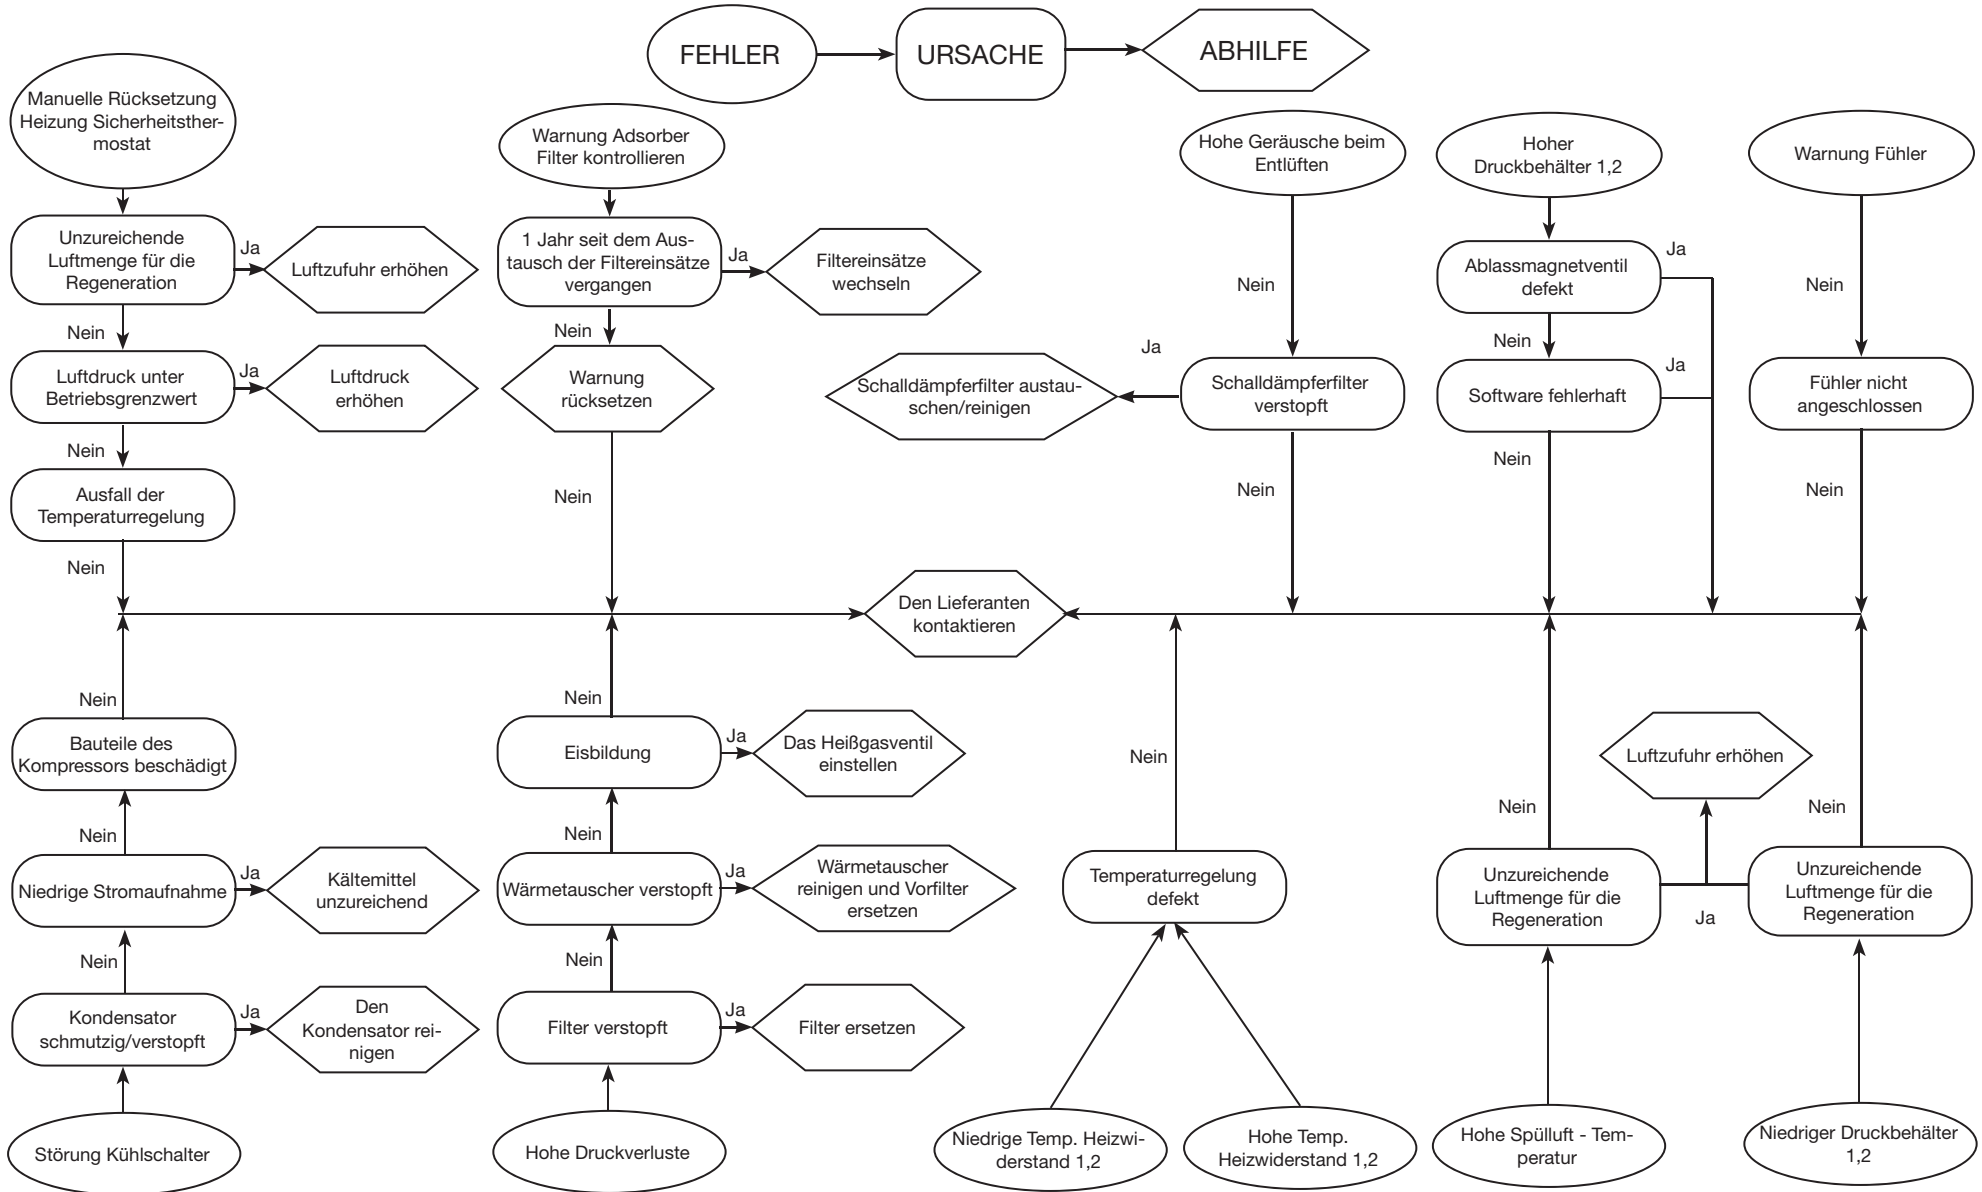 FEHLER
URSACHE
ABHILFE
Manuelle Rücksetzung
Heizung Sicherheitsther-
mostat
Unzureichende
Luftmenge für die
Regeneration
Ja
Luftzufuhr erhöhen
Nein
Luftdruck unter
Betriebsgrenzwert
Ja
Luftdruck
erhöhen
Nein
Ausfall der
Temperaturregelung
Nein
Warnung Adsorber
Filter kontrollieren
1 Jahr seit dem Aus-
tausch der Filtereinsätze
vergangen
Ja
Filtereinsätze
wechseln
Nein
Warnung
rücksetzen
Nein
Hohe Geräusche beim
Entlüften
Nein
Ja
Schalldämpferfilter
verstopft
Schalldämpferfilter austau-
schen/reinigen
Nein
Hoher
Druckbehälter 1,2
Ablassmagnetventil
defekt
Ja
Nein
Software fehlerhaft
Ja
Nein
Warnung Fühler
Nein
Fühler nicht
angeschlossen
Nein
Den Lieferanten
kontaktieren
Nein
Bauteile des
Kompressors beschädigt
Nein
Niedrige Stromaufnahme
Ja
Kältemittel
unzureichend
Nein
Kondensator
schmutzig/verstopft
Ja
Den
Kondensator rei-
nigen
Störung Kühlschalter
Nein
Eisbildung
Ja
Das Heißgasventil
einstellen
Nein
Wärmetauscher verstopft
Ja
Wärmetauscher
reinigen und Vorfilter
ersetzen
Nein
Filter verstopft
Ja
Filter ersetzen
Hohe Druckverluste
Nein
Temperaturregelung
defekt
Niedrige Temp. Heizwi-
derstand 1,2
Hohe Temp.
Heizwiderstand 1,2
Nein
Unzureichende
Luftmenge für die
Regeneration
Hohe Spülluft - Tem-
peratur
Luftzufuhr erhöhen
Ja
Nein
Unzureichende
Luftmenge für die
Regeneration
Niedriger Druckbehälter
1,2